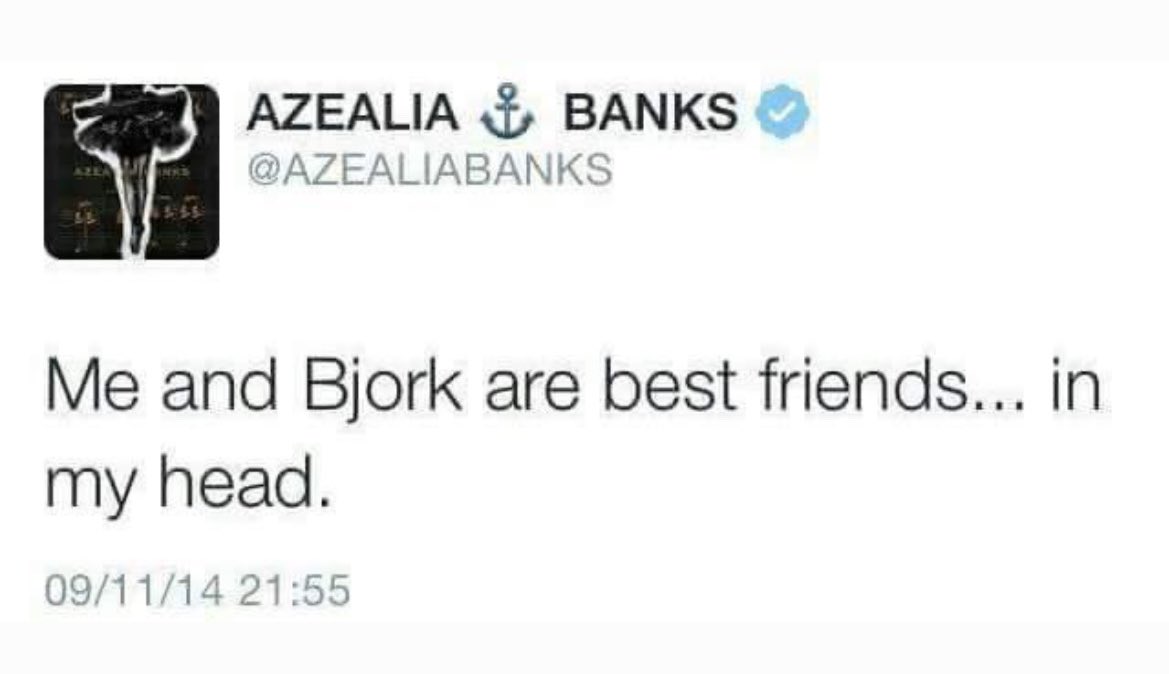 AZEALIA ⚓ BANKS
@AZEALIABANKS
Me and Bjork are best friends... in
my head.
09/11/14 21:55